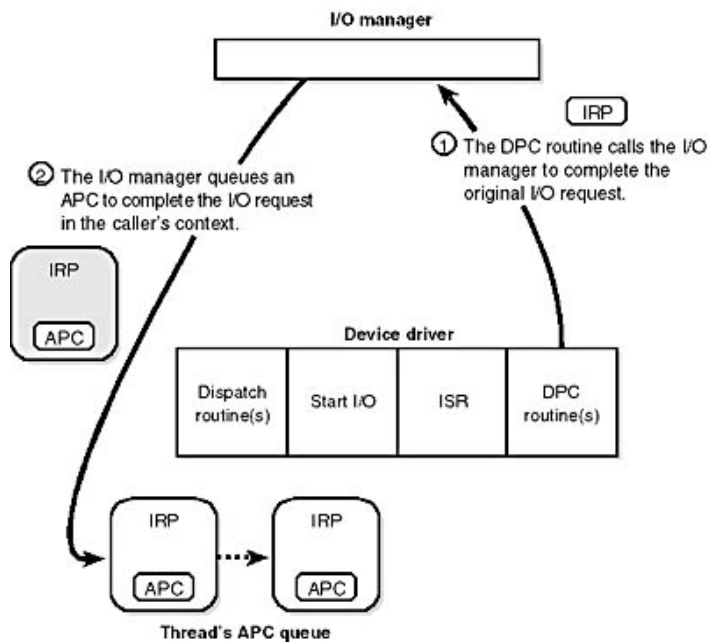 I/O manager
IRP
① The DPC routine calls the I/O
manager to complete the
original I/O request.
② The I/O manager queues an
APC to complete the I/O request
in the caller's context.
IRP
APC
Device driver
Dispatch
routine(s)
Start I/O
ISR
DPC
routine(s)
IRP
APC
IRP
APC
Thread's APC queue